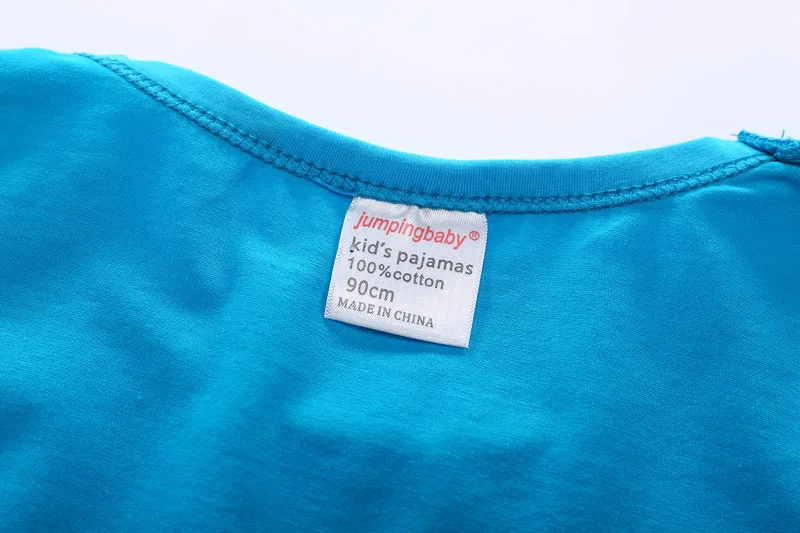 jumpingbaby®
kid's pajamas
100%cotton
90cm
MADE IN CHINA